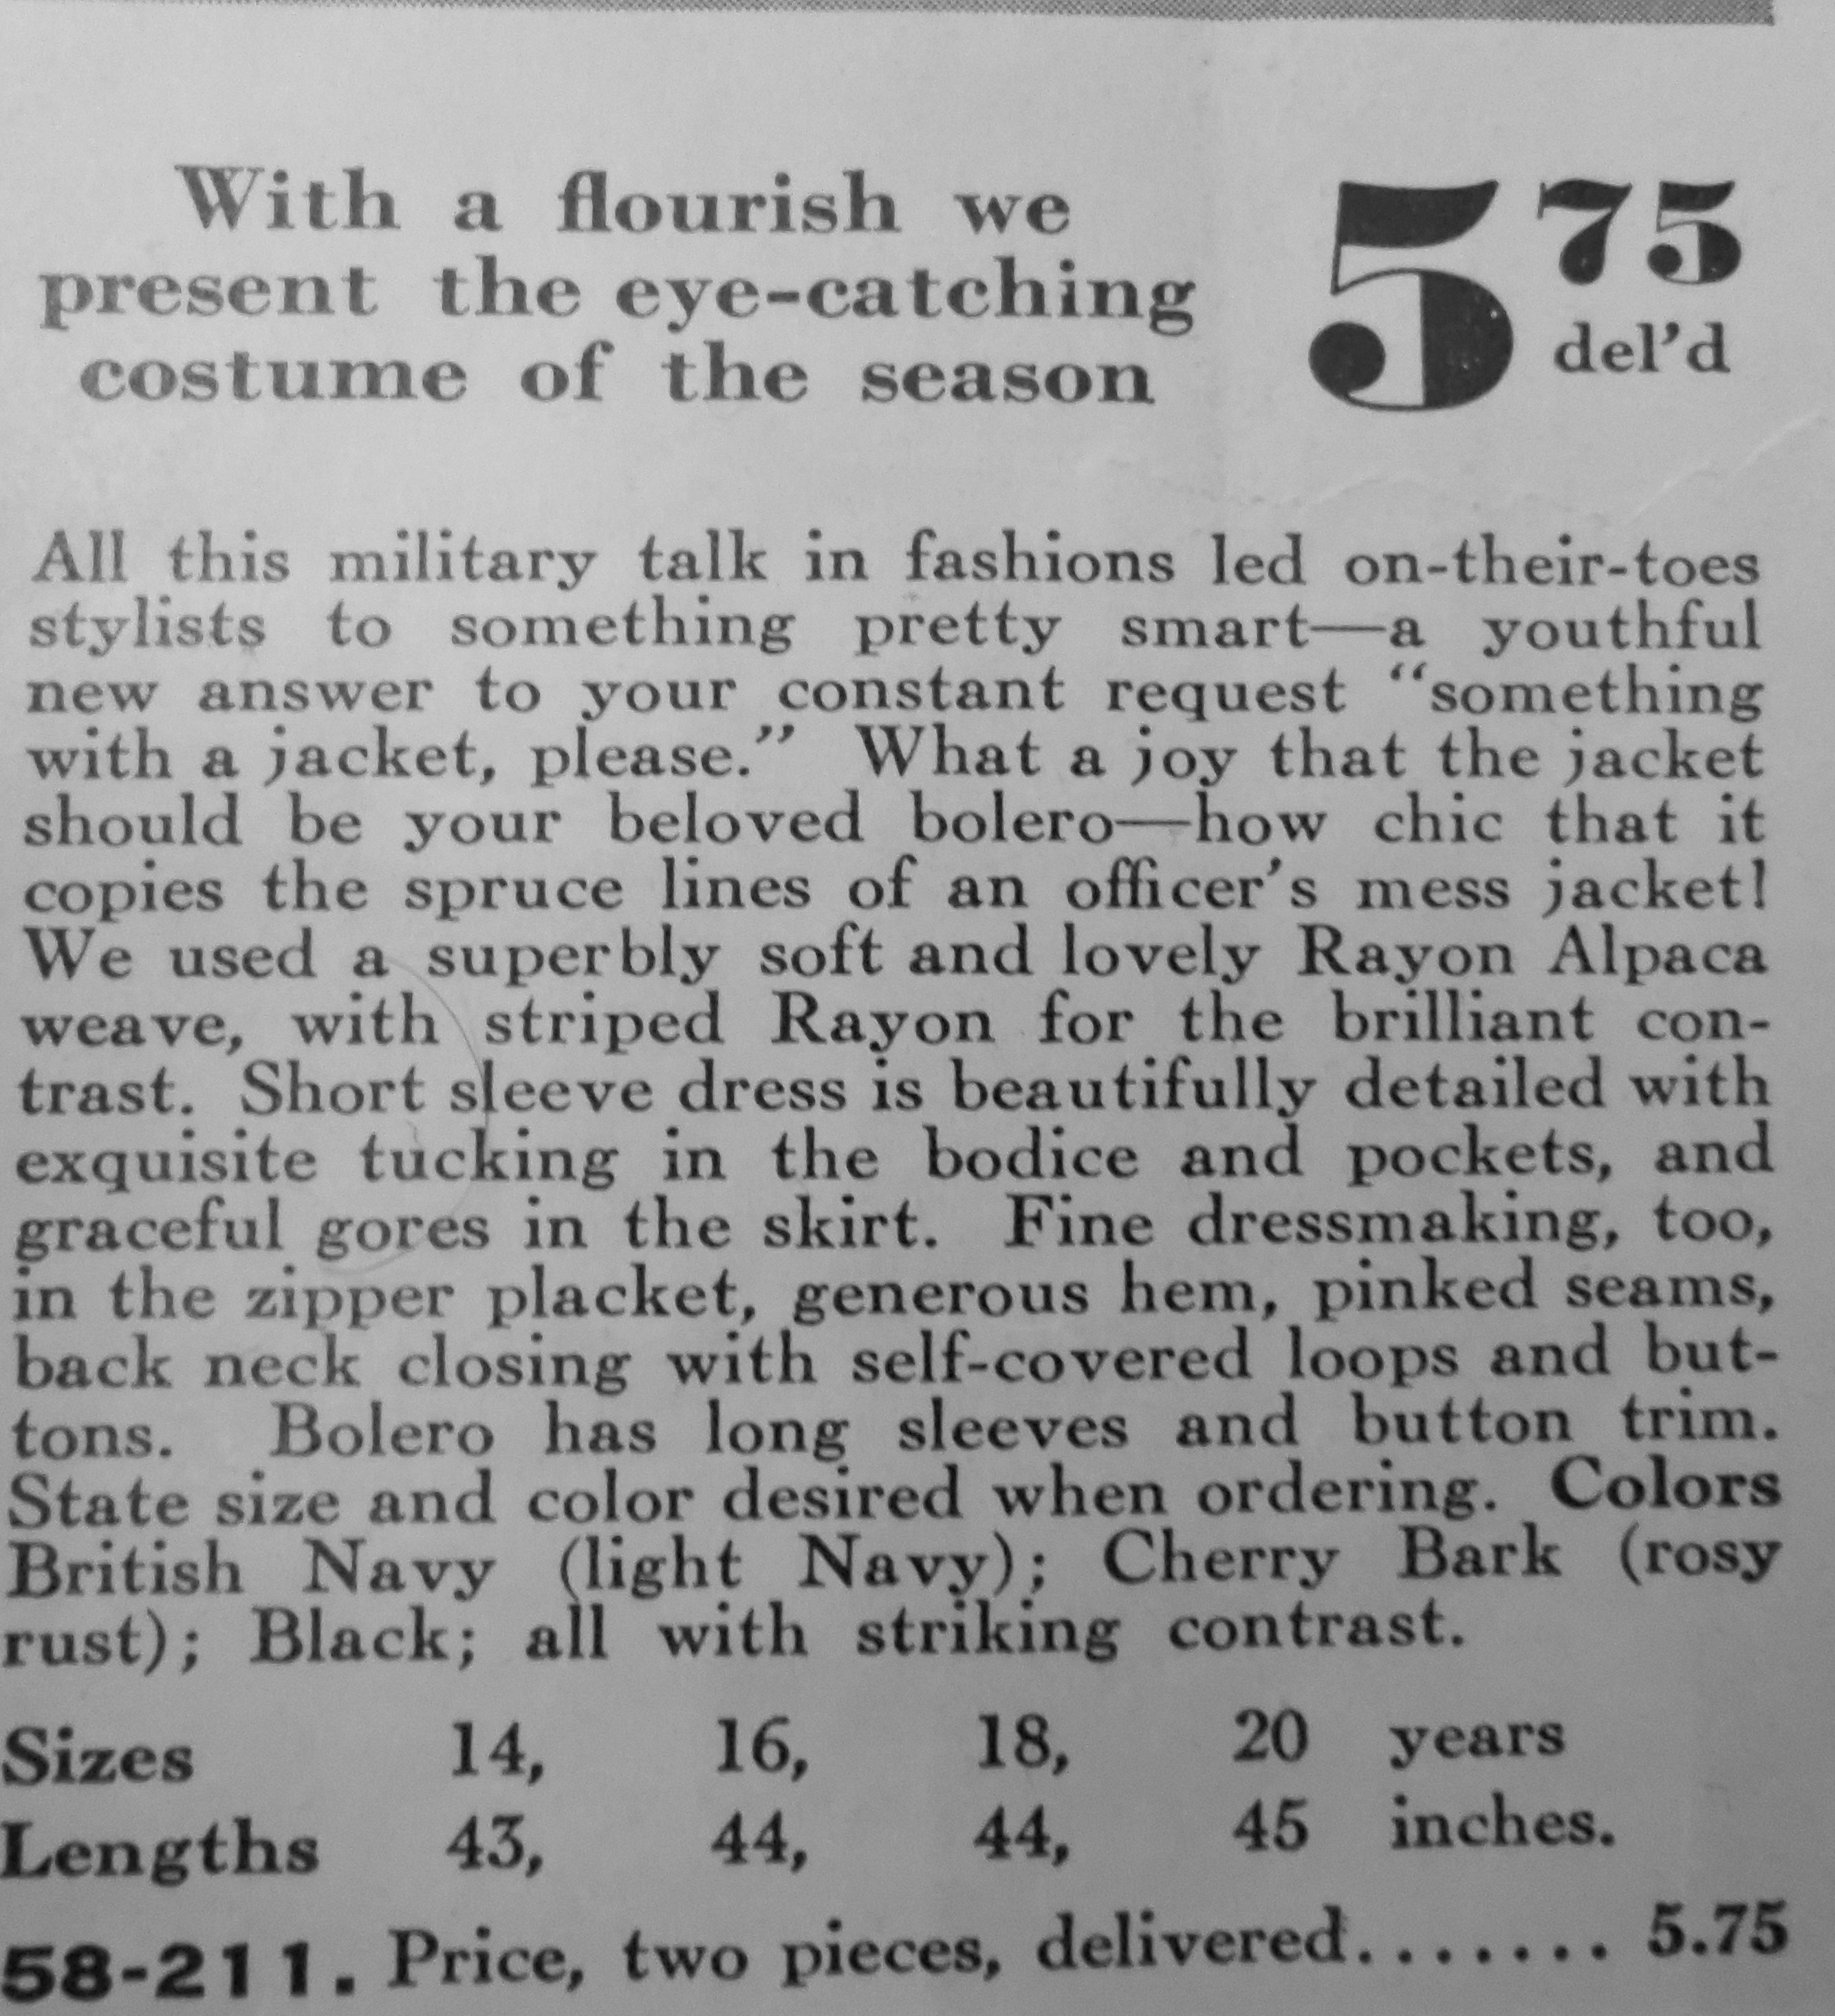 With a flourish we
present the eye-catching
costume of the season
5 75
del'd
All this military talk in fashions led on-their-toes
stylists to something pretty smart—a youthful
new answer to your constant request “something
with a jacket, please.” What a joy that the jacket
should be your beloved bolero—how chic that it
copies the spruce lines of an officer's mess jacket!
We used a superbly soft and lovely Rayon Alpaca
weave, with striped Rayon for the brilliant con-
trast. Short sleeve dress is beautifully detailed with
exquisite tucking in the bodice and pockets, and
graceful gores in the skirt. Fine dressmaking, too,
in the zipper placket, generous hem, pinked seams,
back neck closing with self-covered loops and but-
tons. Bolero has long sleeves and button trim.
State size and color desired when ordering. Colors
British Navy (light Navy); Cherry Bark (rosy
rust); Black; all with striking contrast.
Sizes 14, 16, 18, 20 years
Lengths 43, 44, 44, 45 inches.
58-211. Price, two pieces, delivered....... 5.75